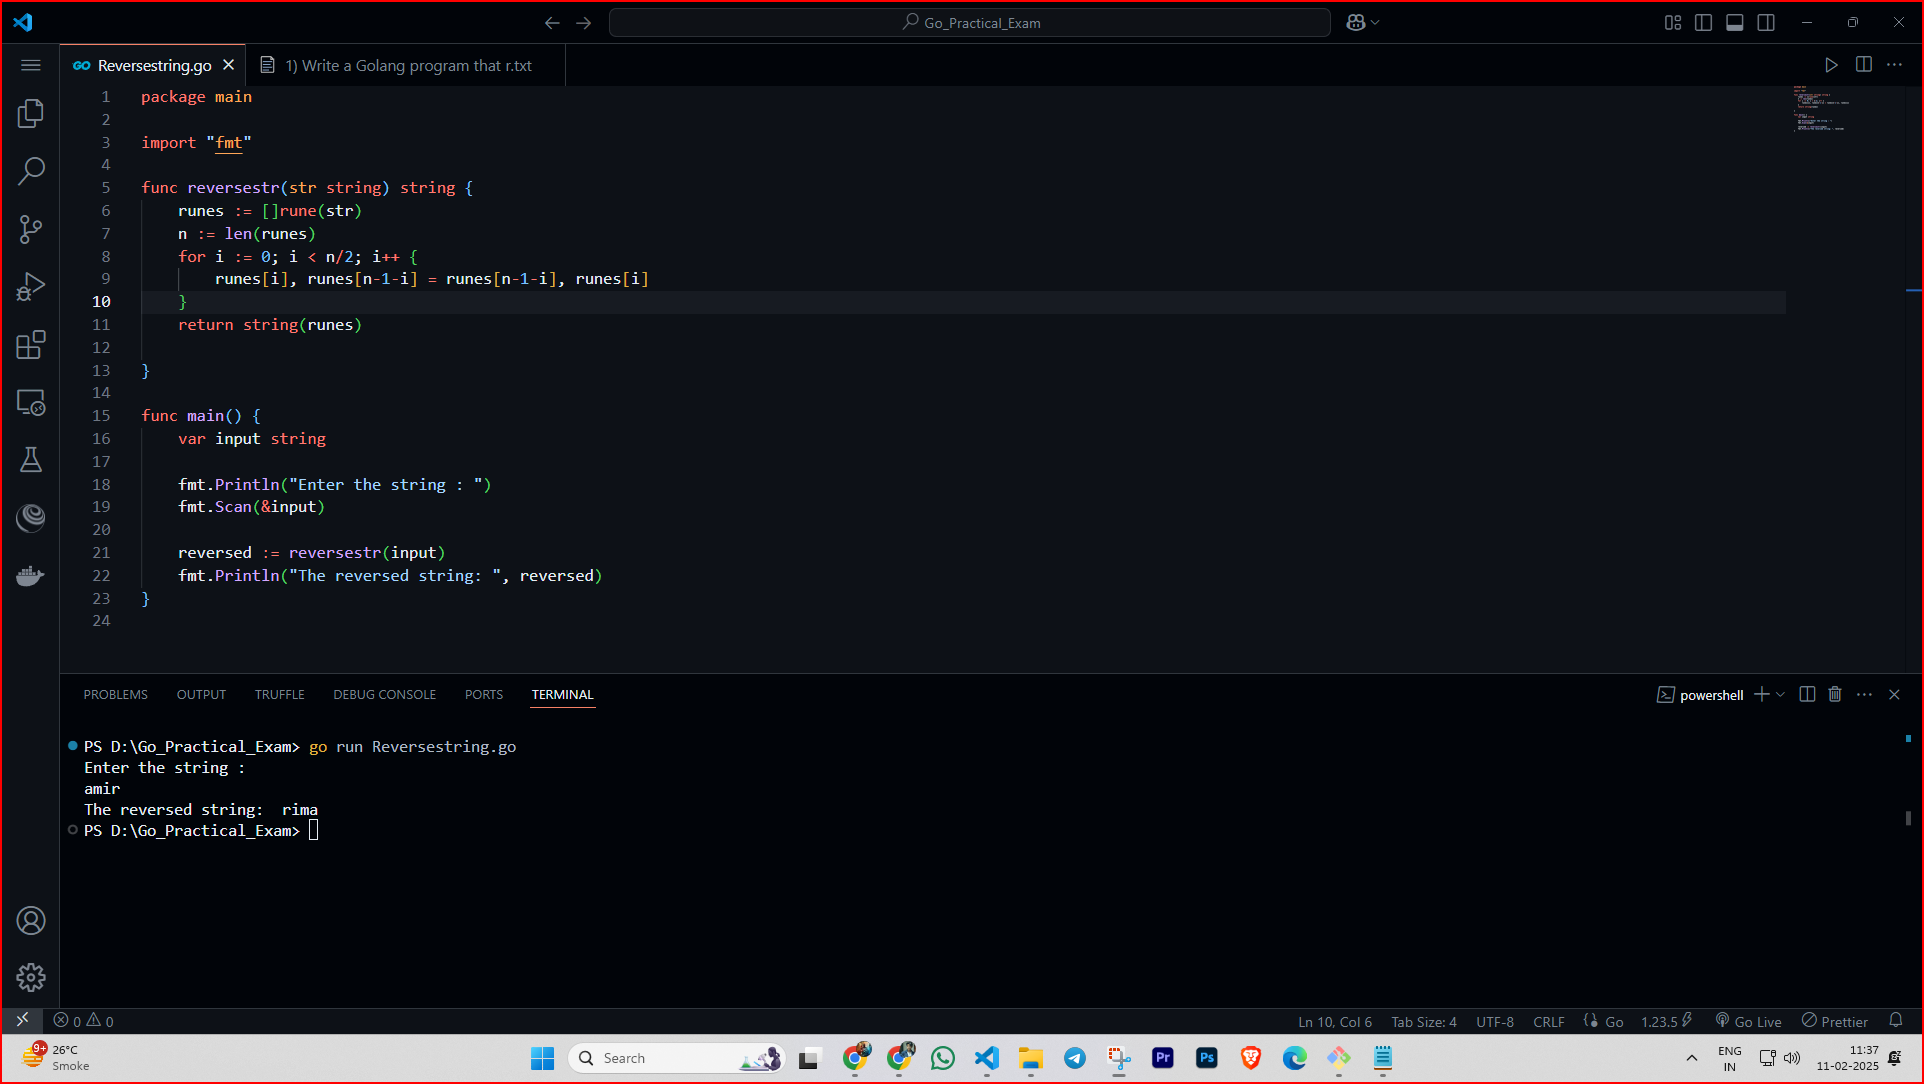 Go_Practical_Exam
GO Reversestring.go
1) Write a Golang program that r.txt
1 package main
2
3 import "fmt"
4
5 func reversestr(str string) string {
6 runes := []rune(str)
7 n := len(runes)
8 for i := 0; i < n/2; i++ {
9 runes[i], runes[n-1-i] = runes[n-1-i], runes[i]
10 }
11 return string(runes)
12
13 }
14
15 func main() {
16 var input string
17
18 fmt.Println("Enter the string : ")
19 fmt.Scan(&input)
20
21 reversed := reversestr(input)
22 fmt.Println("The reversed string: ", reversed)
23 }
24
PROBLEMS OUTPUT TRUFFLE DEBUG CONSOLE PORTS TERMINAL powershell
PS D:\Go_Practical_Exam> go run Reversestring.go
Enter the string :
amir
The reversed string:  rima
PS D:\Go_Practical_Exam>
0 0 Ln 10, Col 6 Tab Size: 4 UTF-8 CRLF Go 1.23.5 Go Live Prettier
9+ 26°C
Smoke
Search
Pr Ps
ENG
IN
11:37
11-02-2025